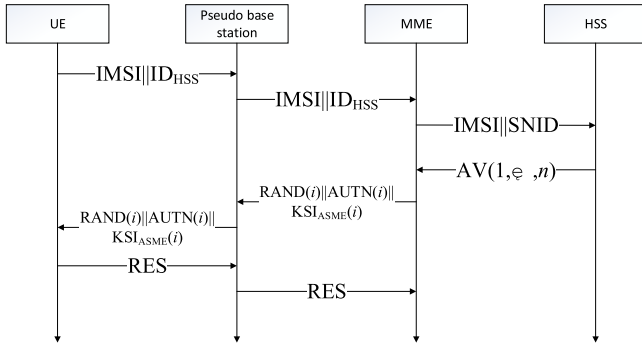 UE
Pseudo base
station
MME
HSS
IMSI||ID_HSS
IMSI||ID_HSS
IMSI||SNID
AV(1,ҿ ,n)
RAND(i)||AUTN(i)||
KSI_ASME(i)
RAND(i)||AUTN(i)||
KSI_ASME(i)
RES
RES